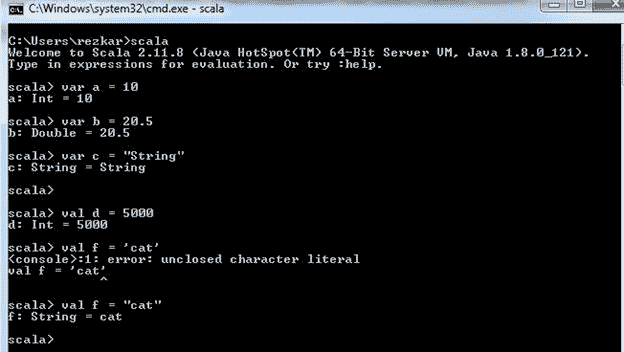 C:\Windows\system32\cmd.exe - scala
C:\Users\rezkar>scala
Welcome to Scala 2.11.8 (Java HotSpot(TM) 64-Bit Server VM, Java 1.8.0_121).
Type in expressions for evaluation. Or try :help.
scala> var a = 10
a: Int = 10
scala> var b = 20.5
b: Double = 20.5
scala> var c = "String"
c: String = String
scala>
scala> val d = 5000
d: Int = 5000
scala> val f = 'cat'
<console>:1: error: unclosed character literal
val f = 'cat'
^
scala> val f = "cat"
f: String = cat
scala>